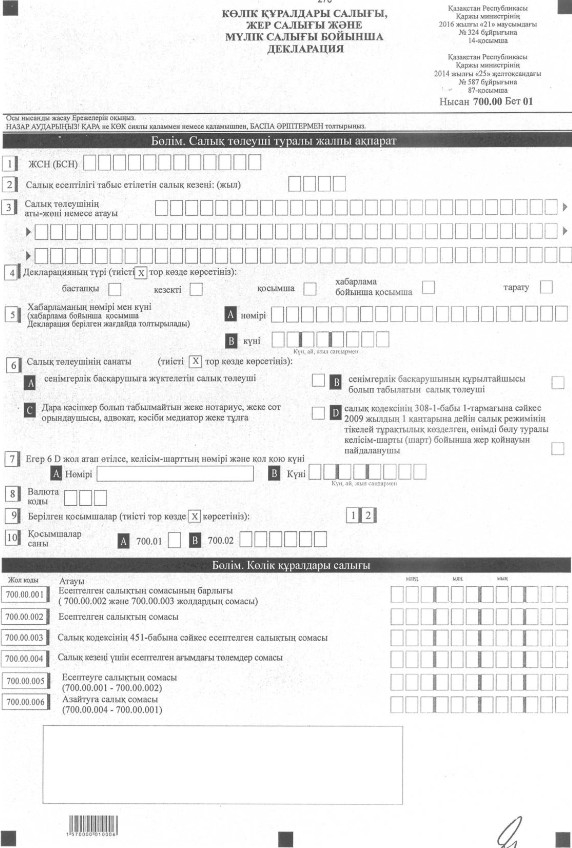 КӨЛІК ҚҰРАЛДАРЫ САЛЫҒЫ,
ЖЕР САЛЫҒЫ ЖӘНЕ
МҮЛІК САЛЫҒЫ БОЙЫНША
ДЕКЛАРАЦИЯ
Қазақстан Республикасы
Қаржы министрінің
2016 жылғы «21» маусымдағы
№ 324 бұйрығына
14-қосымша
Қазақстан Республикасы
Қаржы министрінің
2014 жылғы «25» желтоқсандағы
№ 587 бұйрығына
87-қосымша
Нысан 700.00 Бет 01
Осы нысанды жасау Ережелерін оқыңыз.
НАЗАР АУДАРЫҢЫЗ! ҚАРА не КӨК сиялы қаламмен немесе қаламұшпен, БАСПА ӘРІПТЕРМЕН толтырыңыз.
Бөлім. Салық төлеуші туралы жалпы ақпарат
1 ЖСН (БСН)
2 Салық есептілігі табыс етілетін салық кезеңі: (жыл)
3 Салық төлеушінің
аты-жөні немесе атауы
4 Декларацияның түрі (тиісті X тор көзде көрсетіңіз):
бастапқы кезекті қосымша хабарлама
бойынша қосымша тарату
5 Хабарламаның нөмірі мен күні
(хабарлама бойынша қосымша
Декларация берілген жағдайда толтырылады)
A нөмірі
B күні
Күн, ай, жыл сандармен
6 Салық төлеушінің санаты (тиісті X тор көзде көрсетіңіз):
A сенімгерлік басқарушыға жүктелетін салық төлеуші
B сенімгерлік басқарушының құрылтайшысы
болып табылатын салық төлеуші
C Дара кәсіпкер болып табылмайтын жеке нотариус, жеке сот
орындаушысы, адвокат, кәсіби медиатор жеке тұлға
D салық кодексінің 308-1-бабы 1-тармағына сәйкес
2009 жылдың 1 қаңтарына дейін салық режимінің
тікелей тұрақтылық көзделген, өнімді бөлу туралы
келісім-шарты (шарт) бойынша жер қойнауын
пайдаланушы
7 Егер 6 D жол атап өтілсе, келісім-шарттың нөмірі және қол қою күні
A Нөмірі
B Күні
Күн, ай, жыл сандармен
8 Валюта
коды
9 Берілген қосымшалар (тиісті тор көзде X көрсетіңіз): 1 2
10 Қосымшалар
саны
A 700.01 B 700.02
Бөлім. Көлік құралдары салығы
Жол коды Атауы млрд млн мың
700.00.001 Есептелген салықтың сомасының барлығы
( 700.00.002 және 700.00.003 жолдардың сомасы)
700.00.002 Есептелген салықтың сомасы
700.00.003 Салық кодексінің 451-бабына сәйкес есептелген салықтың сомасы
700.00.004 Салық кезеңі үшін есептелген ағымдағы төлемдер сомасы
700.00.005 Есептеуге салықтың сомасы
(700.00.001 - 700.00.002)
700.00.006 Азайтуға салық сомасы
(700.00.004 - 700.00.001)